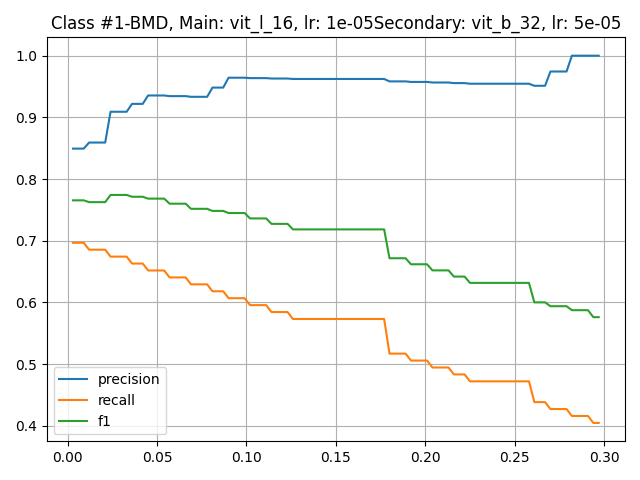 Class #1-BMD, Main: vit_l_16, lr: 1e-05Secondary: vit_b_32, lr: 5e-05
1.0
0.9
0.8
0.7
0.6
0.5
0.4
precision
recall
f1
0.00 0.05 0.10 0.15 0.20 0.25 0.30